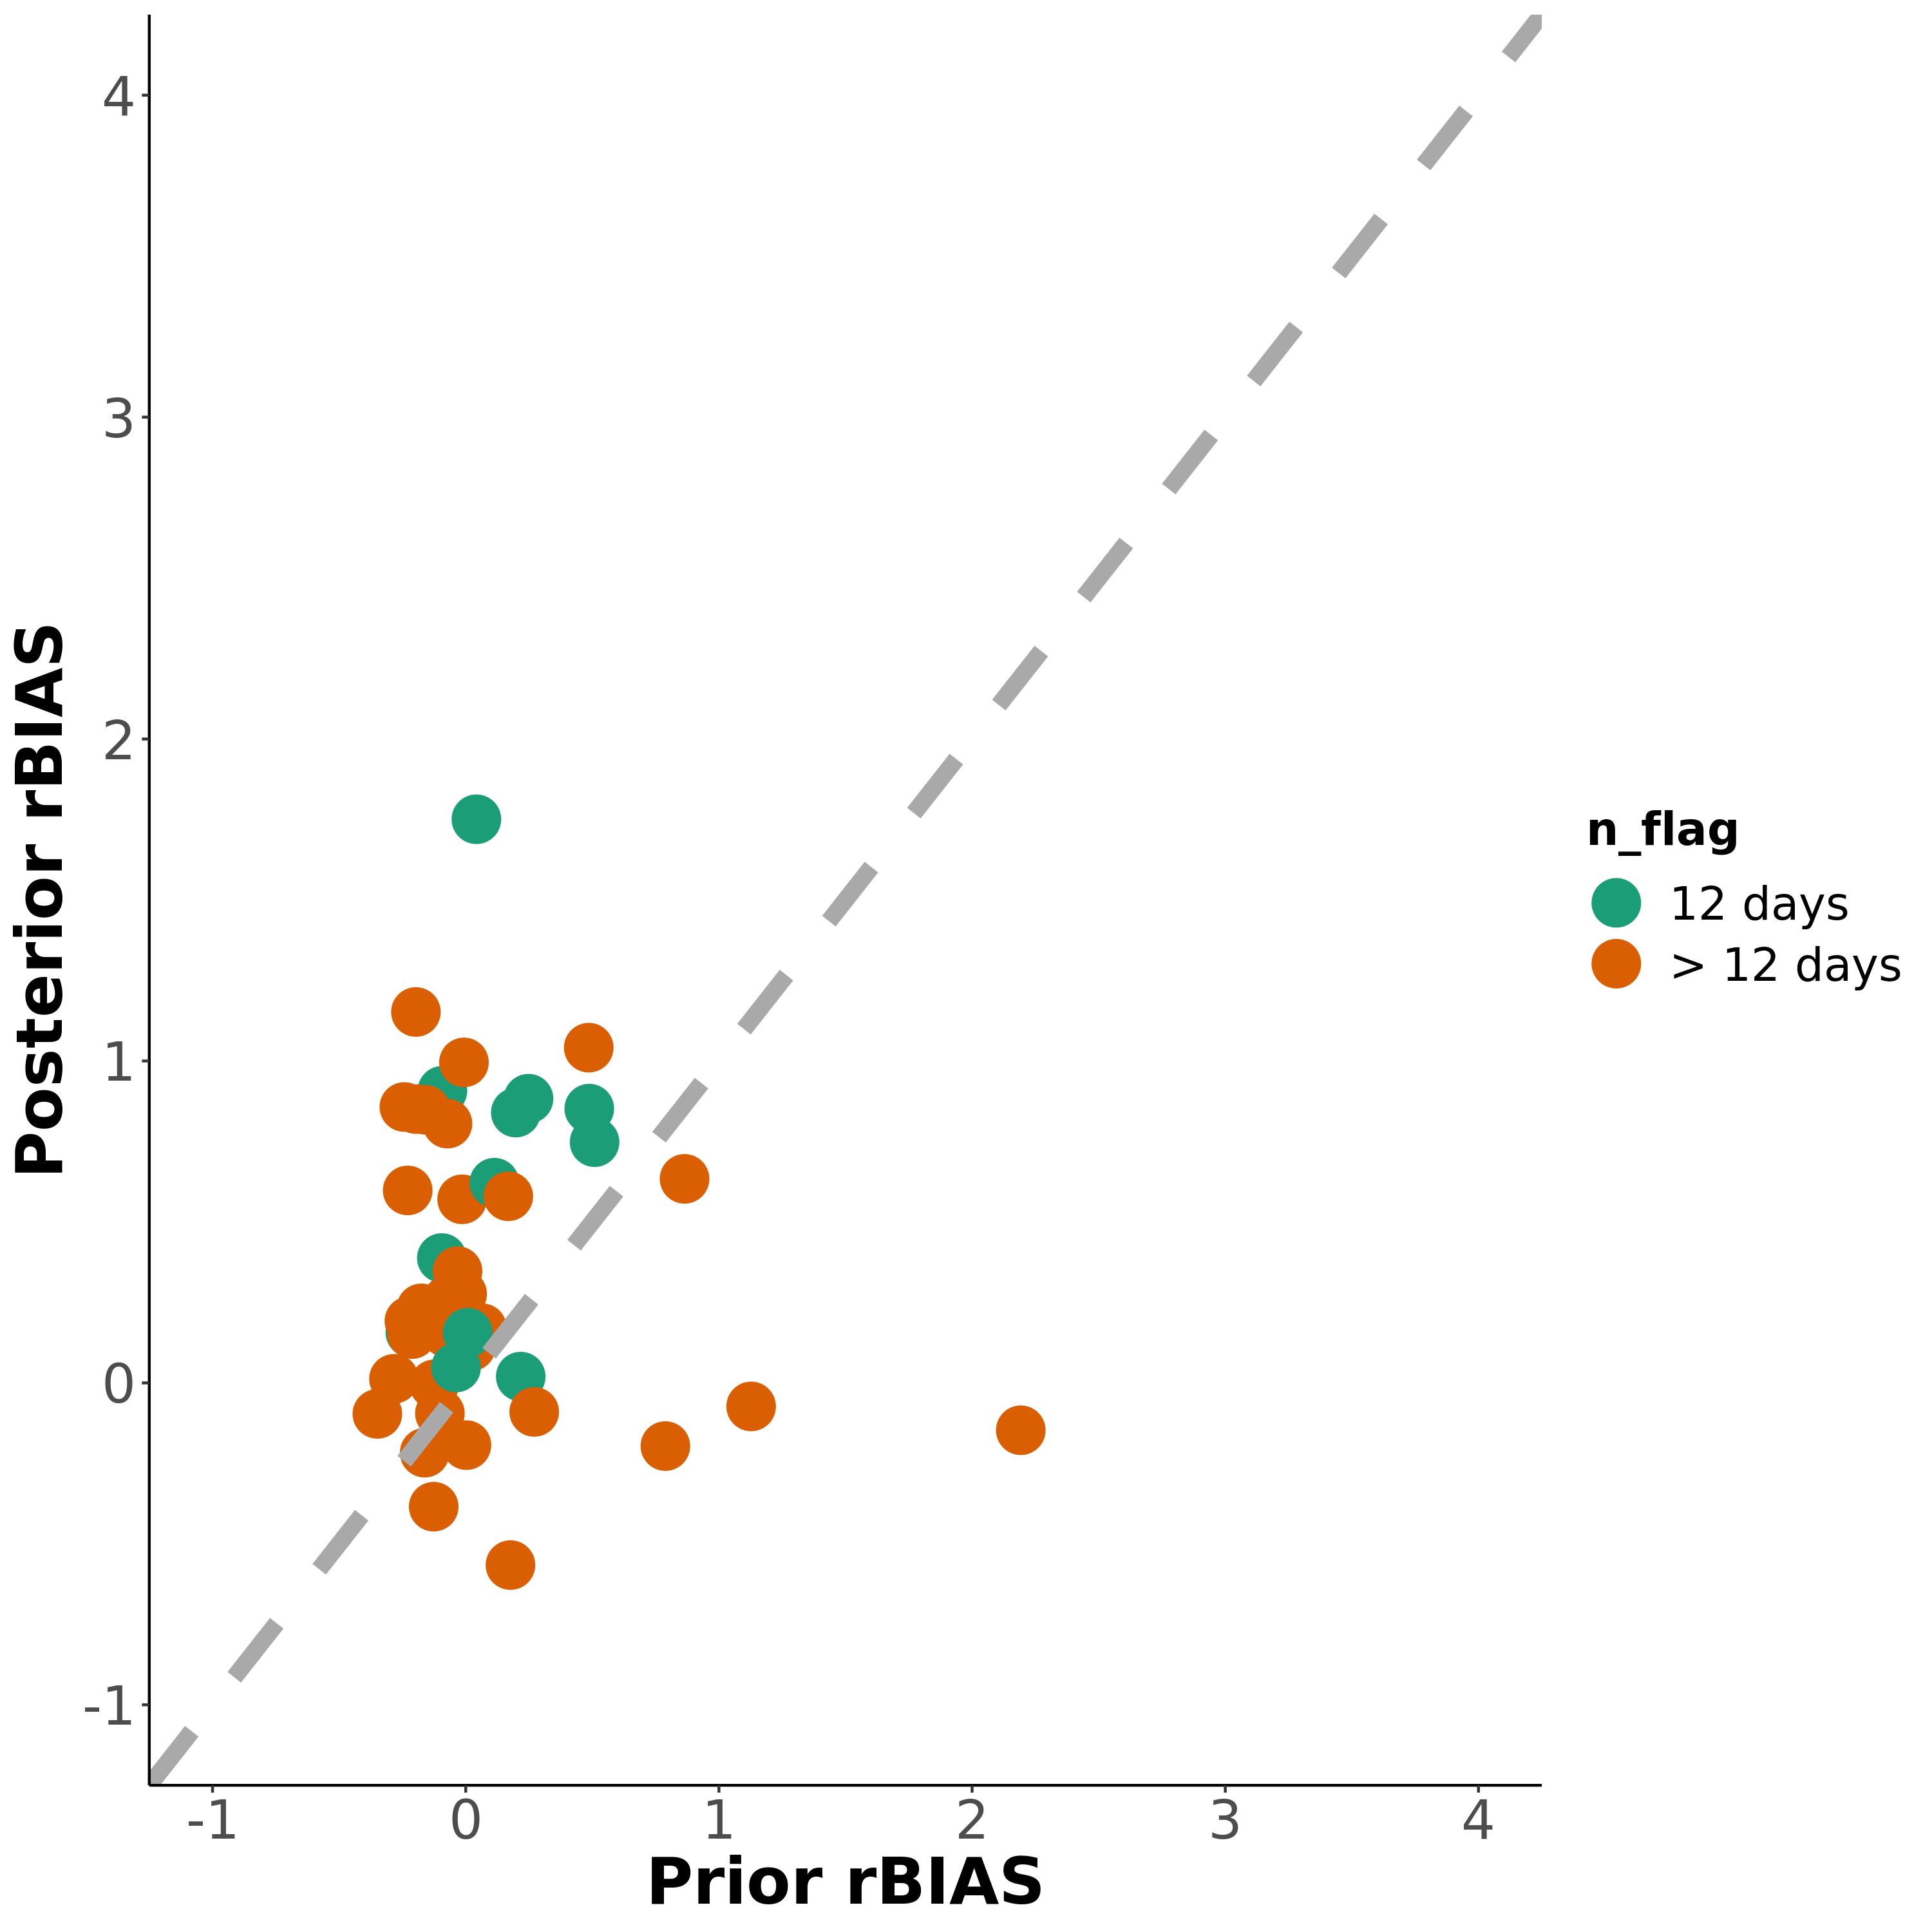 4
3
2
1
0
-1
Posterior rBIAS
-1 0 1 2 3 4
Prior rBIAS
n_flag
12 days
> 12 days